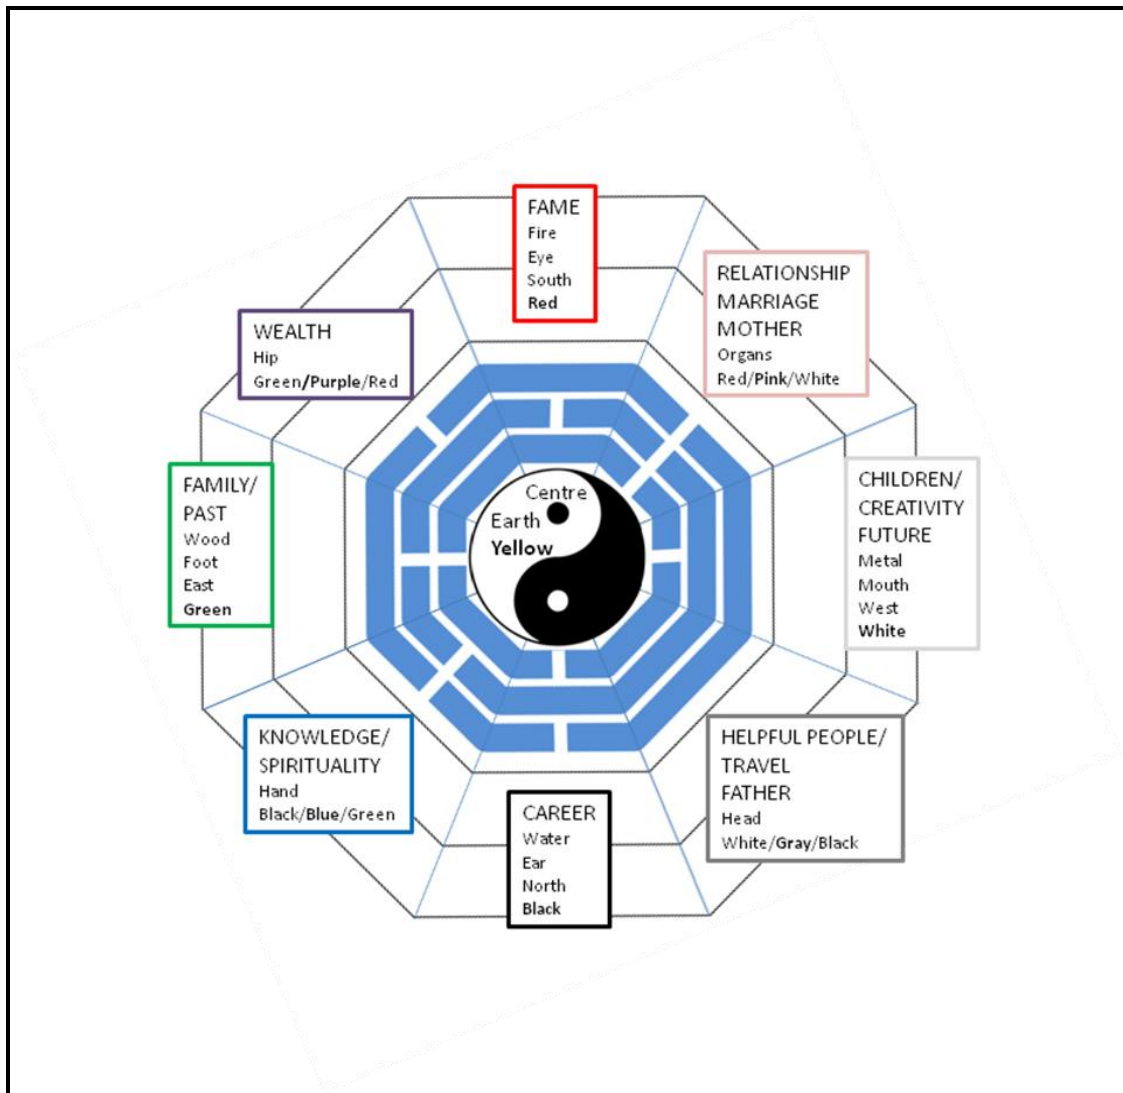 FAME
Fire
Eye
South
Red
RELATIONSHIP
MARRIAGE
MOTHER
Organs
Red/Pink/White
WEALTH
Hip
Green/Purple/Red
FAMILY/
PAST
Wood
Foot
East
Green
Centre
Earth
Yellow
CHILDREN/
CREATIVITY
FUTURE
Metal
Mouth
West
White
KNOWLEDGE/
SPIRITUALITY
Hand
Black/Blue/Green
CAREER
Water
Ear
North
Black
HELPFUL PEOPLE/
TRAVEL
FATHER
Head
White/Gray/Black